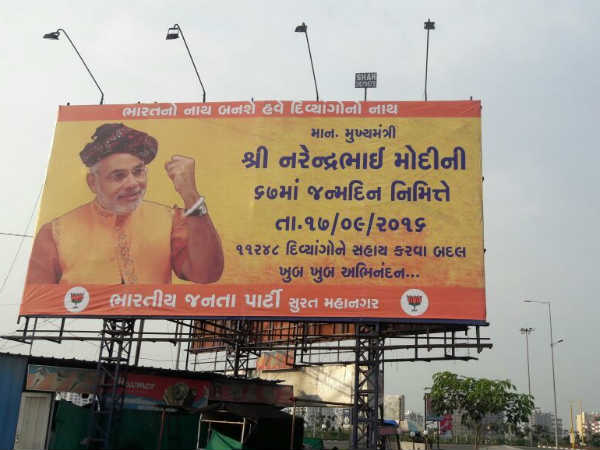 SHAH
ભારતનો નાથ બનશે હવે દિવ્યાંગોનો નાથ
માન. મુખ્યમંત્રી
શ્રી નરેન્દ્રભાઈ મોદીની
૬૭માં જન્મદિન નિમિત્તે
તા.૧૭/૦૯/૨૦૧૬
૧૧૨૪૮ દિવ્યાંગોને સહાય કરવા બદલ
ખુબ ખુબ અભિનંદન...
ભારતીય જનતા પાર્ટી સુરત મહાનગર